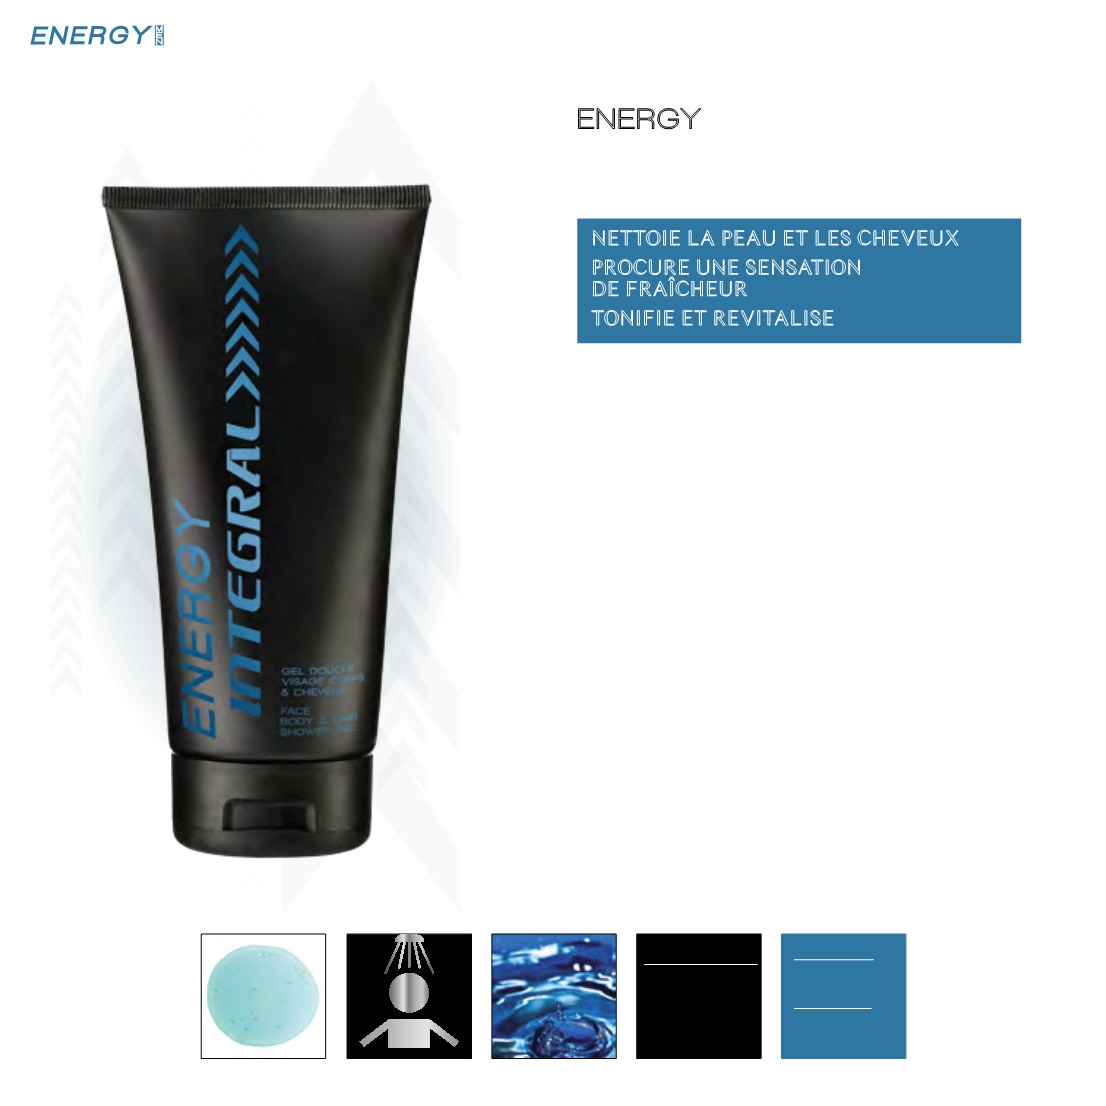 ENERGY MEN
ENERGY
NETTOIE LA PEAU ET LES CHEVEUX
PROCURE UNE SENSATION
DE FRAÎCHEUR
TONIFIE ET REVITALISE
ENERGY
INTEGRAL
GEL DOUCHE
VISAGE CORPS
& CHEVEUX
FACE
BODY & HAIR
SHOWER GEL